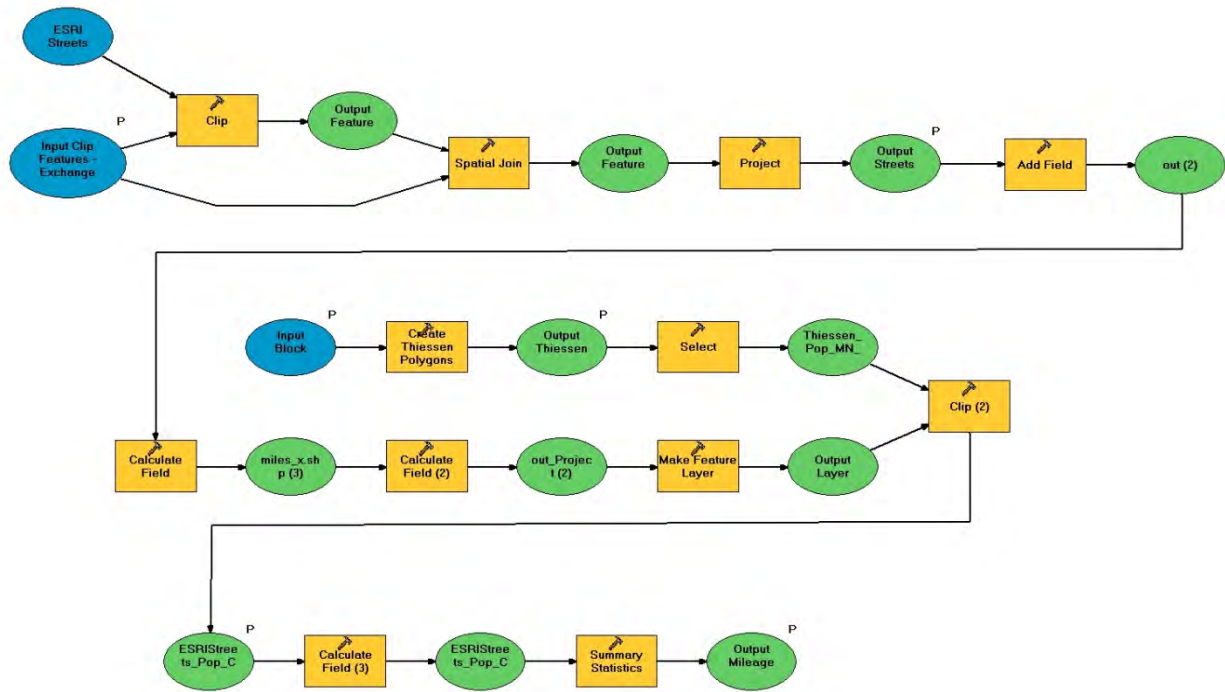 ESRI
Streets
P
Clip
Output
Feature
Input Clip
Features -
Exchange
Spatial Join
Output
Feature
Project
P
Output
Streets
Add Field
out (2)
P
Input
Block
Create
Thiessen
Polygons
P
Output
Thiessen
Select
Thiessen_
Pop_MN_
Clip (2)
Calculate
Field
miles_x.sh
p (3)
Calculate
Field (2)
out_Projec
t (2)
Make Feature
Layer
Output
Layer
P
ESRIStree
ts_Pop_C
Calculate
Field (3)
ESRIStree
ts_Pop_C
Summary
Statistics
P
Output
Mileage